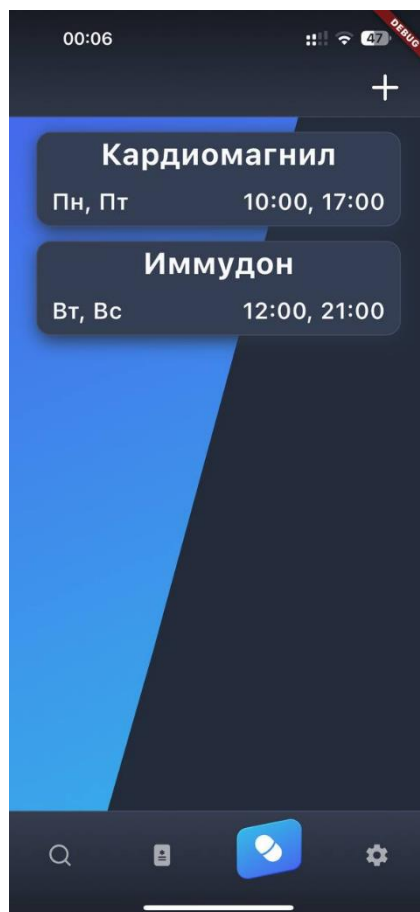 00:06
47
DEBUG
Кардиомагнил
Пн, Пт 10:00, 17:00
Иммудон
Вт, Вс 12:00, 21:00